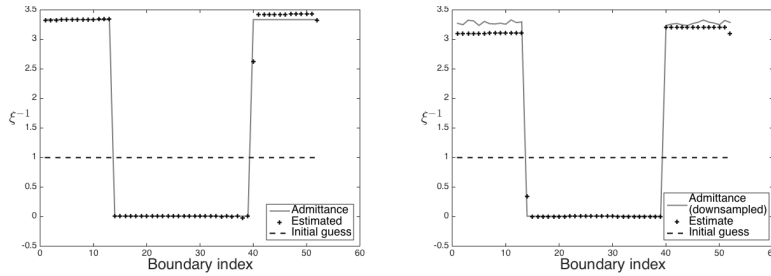 4
3.5
3
2.5
2
1.5
1
0.5
0
-0.5
ξ⁻¹
0 10 20 30 40 50 60
Boundary index
Admittance
Estimated
Initial guess
4
3.5
3
2.5
2
1.5
1
0.5
0
-0.5
ξ⁻¹
0 10 20 30 40 50 60
Boundary index
Admittance
(downsampled)
Estimate
Initial guess